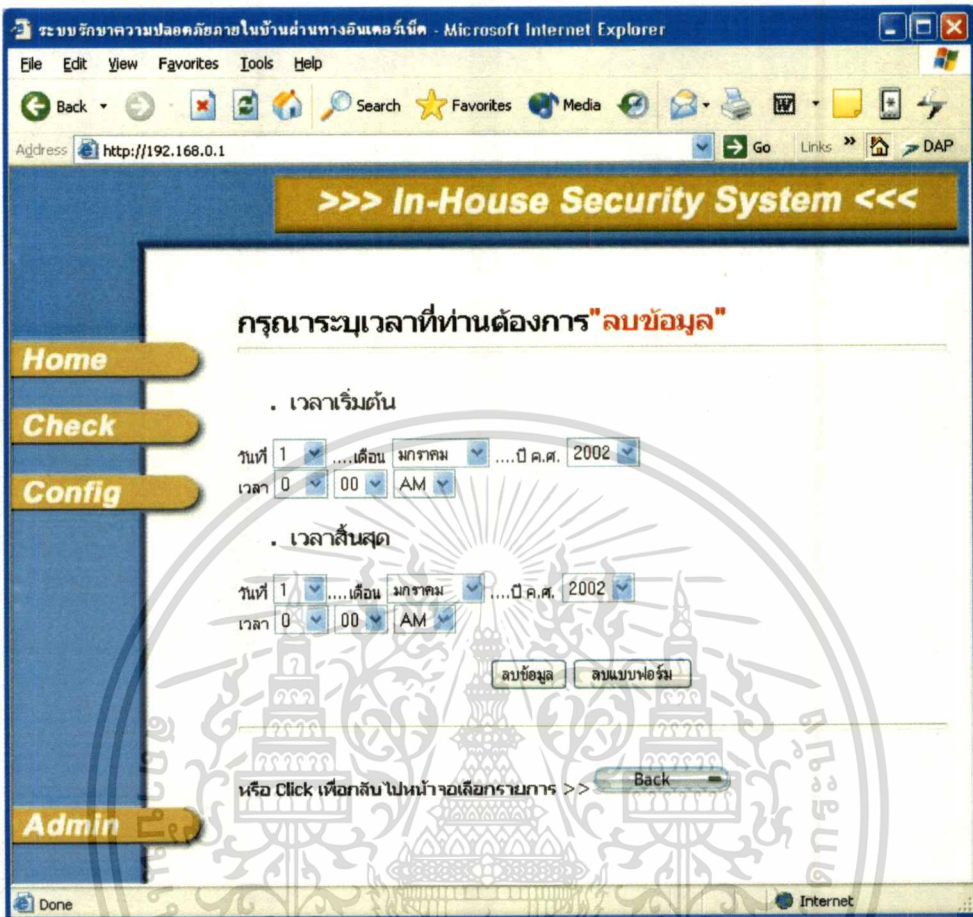 ระบบรักษาความปลอดภัยภายในบ้านผ่านทางอินเตอร์เน็ต - Microsoft Internet Explorer
File Edit View Favorites Tools Help
Back Search Favorites Media
Address http://192.168.0.1 Go Links » DAP
>>> In-House Security System <<<
กรุณาระบุเวลาที่ท่านต้องการ"ลบข้อมูล"
Home
. เวลาเริ่มต้น
Check
วันที่ 1 ....เดือน มกราคม ....ปี ค.ศ. 2002
Config
เวลา 0 00 AM
. เวลาสิ้นสุด
วันที่ 1 ....เดือน มกราคม ....ปี ค.ศ. 2002
เวลา 0 00 AM
ลบข้อมูล ลบแบบฟอร์ม
หรือ Click เพื่อกลับไปหน้าจอเลือกรายการ >> Back
Admin
Done Internet